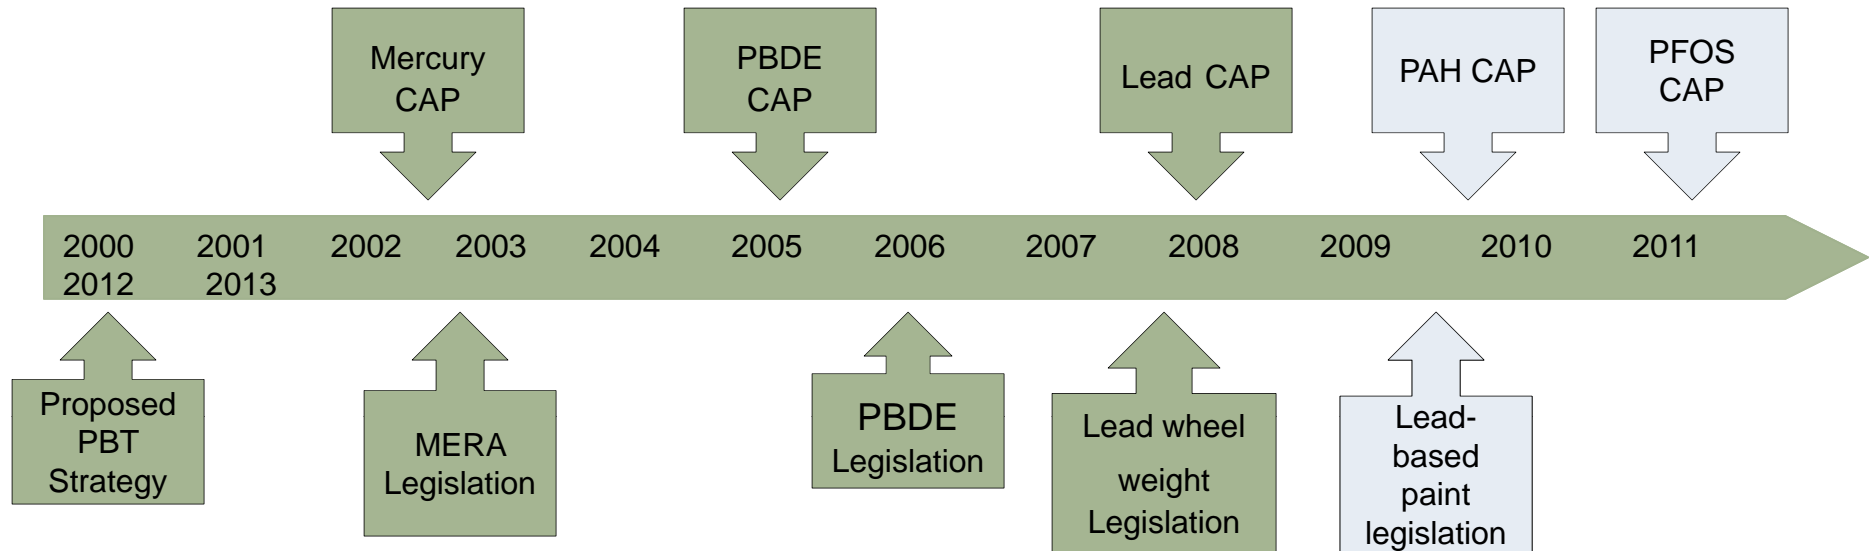 Mercury
CAP
PBDE
CAP
Lead CAP
PAH CAP
PFOS
CAP
2000 2001 2002 2003 2004 2005 2006 2007 2008 2009 2010 2011
2012 2013
Proposed
PBT
Strategy
MERA
Legislation
PBDE
Legislation
Lead wheel
weight
Legislation
Lead-
based
paint
legislation